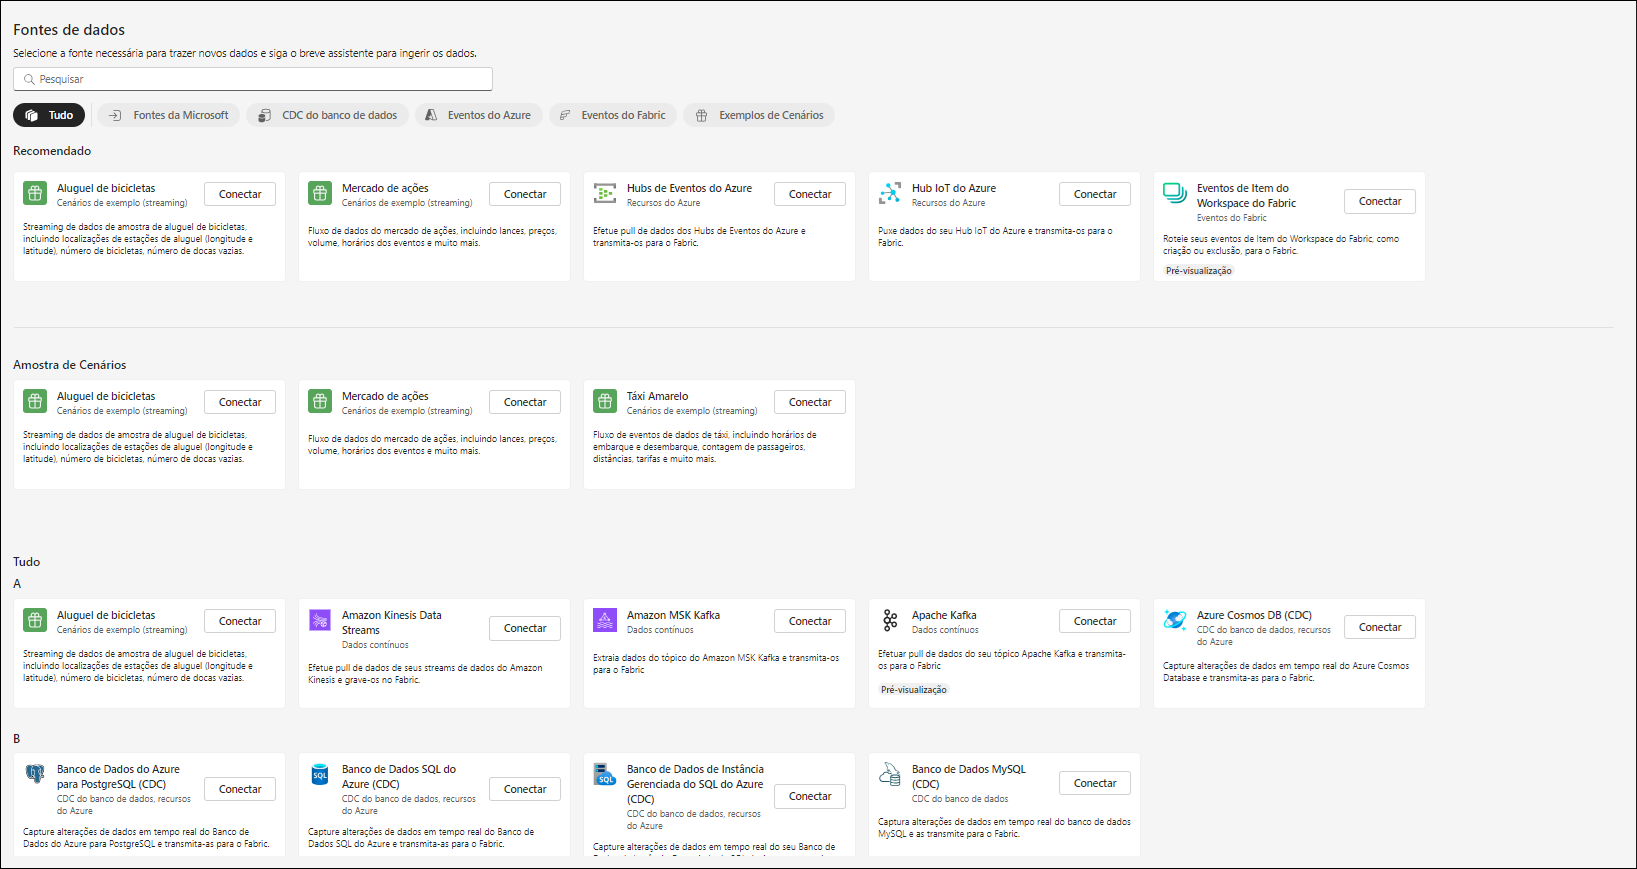 Fontes de dados
Selecione a fonte necessária para trazer novos dados e siga o breve assistente para ingerir os dados.
Pesquisar
Tudo
Fontes da Microsoft
CDC do banco de dados
Eventos do Azure
Eventos do Fabric
Exemplos de Cenários
Recomendado
Aluguel de bicicletas
Cenários de exemplo (streaming)
Conectar
Streaming de dados de amostra de aluguel de bicicletas,
incluindo localizações de estações de aluguel (longitude e
latitude), número de bicicletas, número de docas vazias.
Mercado de ações
Cenários de exemplo (streaming)
Conectar
Fluxo de dados do mercado de ações, incluindo lances, preços,
volume, horários dos eventos e muito mais.
Hubs de Eventos do Azure
Recursos do Azure
Conectar
Efetue pull de dados dos Hubs de Eventos do Azure e
transmita-os para o Fabric.
Hub IoT do Azure
Recursos do Azure
Conectar
Puxe dados do seu Hub IoT do Azure e transmita-os para o
Fabric.
Eventos de Item do
Workspace do Fabric
Eventos do Fabric
Conectar
Roteie seus eventos de Item do Workspace do Fabric, como
criação ou exclusão, para o Fabric.
Pré-visualização
Amostra de Cenários
Aluguel de bicicletas
Cenários de exemplo (streaming)
Conectar
Streaming de dados de amostra de aluguel de bicicletas,
incluindo localizações de estações de aluguel (longitude e
latitude), número de bicicletas, número de docas vazias.
Mercado de ações
Cenários de exemplo (streaming)
Conectar
Fluxo de dados do mercado de ações, incluindo lances, preços,
volume, horários dos eventos e muito mais.
Táxi Amarelo
Cenários de exemplo (streaming)
Conectar
Fluxo de eventos de dados de táxi, incluindo horários de
embarque e desembarque, contagem de passageiros,
distâncias, tarifas e muito mais.
Tudo
A
Aluguel de bicicletas
Cenários de exemplo (streaming)
Conectar
Streaming de dados de amostra de aluguel de bicicletas,
incluindo localizações de estações de aluguel (longitude e
latitude), número de bicicletas, número de docas vazias.
Amazon Kinesis Data
Streams
Dados contínuos
Conectar
Efetue pull de dados de seus streams de dados do Amazon
Kinesis e grave-os no Fabric.
Amazon MSK Kafka
Dados contínuos
Conectar
Extraia dados do tópico do Amazon MSK Kafka e transmita-os
para o Fabric
Apache Kafka
Dados contínuos
Conectar
Efetuar pull de dados do seu tópico Apache Kafka e transmita-
os para o Fabric
Pré-visualização
Azure Cosmos DB (CDC)
CDC do banco de dados, recursos
do Azure
Conectar
Capture alterações de dados em tempo real do Azure Cosmos
Database e transmita-as para o Fabric.
B
Banco de Dados do Azure
para PostgreSQL (CDC)
CDC do banco de dados, recursos
do Azure
Conectar
Capture alterações de dados em tempo real do Banco de
Dados do Azure para PostgreSQL e transmita-as para o Fabric.
Banco de Dados SQL do
Azure (CDC)
CDC do banco de dados, recursos
do Azure
Conectar
Capture alterações de dados em tempo real do Banco de
Dados SQL do Azure e transmita-as para o Fabric.
SQL
Banco de Dados de Instância
Gerenciada do SQL do Azure
(CDC)
CDC do banco de dados, recursos
do Azure
Conectar
Capture alterações de dados em tempo real do seu Banco de
SQL
Banco de Dados MySQL
(CDC)
CDC do banco de dados
Conectar
Captura alterações de dados em tempo real do banco de dados
MySQL e as transmite para o Fabric.